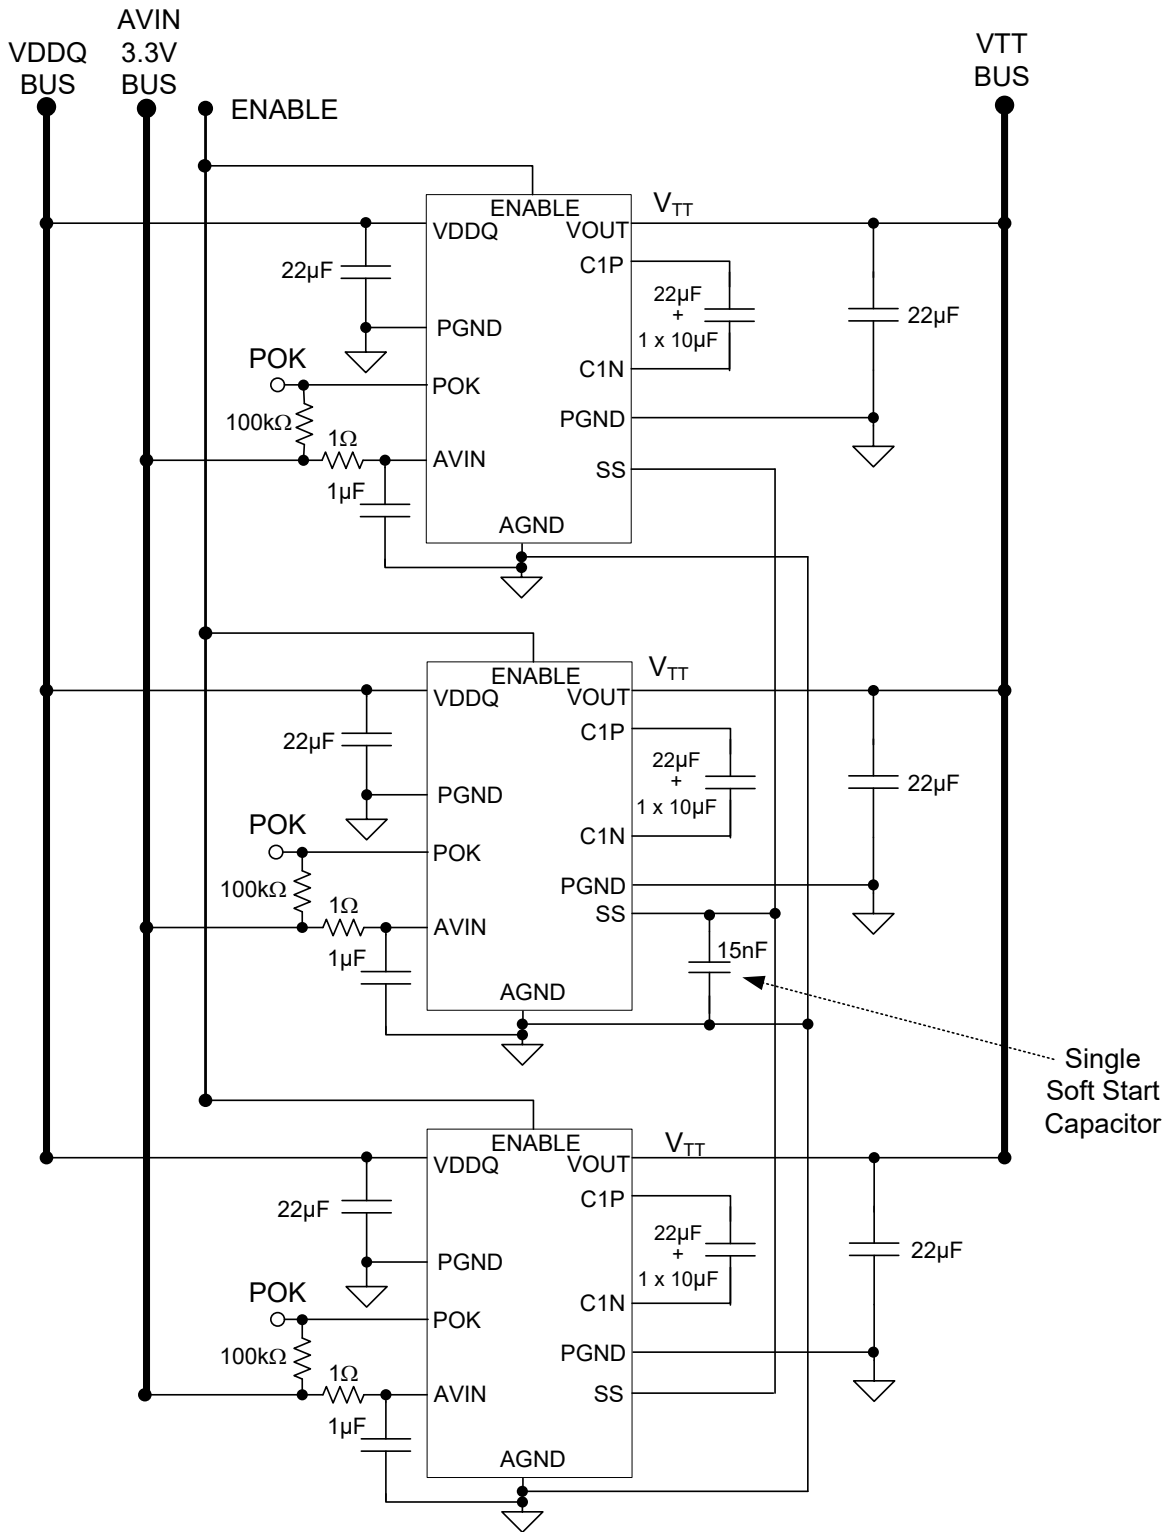 VDDQ
BUS
AVIN
3.3V
BUS
ENABLE
VTT
BUS
ENABLE
VDDQ
VOUT
VTT
C1P
22µF
22µF
+
1 x 10µF
22µF
PGND
C1N
POK
POK
100kΩ
PGND
1Ω
AVIN
SS
1µF
AGND
ENABLE
VDDQ
VOUT
VTT
C1P
22µF
22µF
+
1 x 10µF
22µF
PGND
C1N
POK
POK
100kΩ
PGND
1Ω
SS
AVIN
15nF
1µF
AGND
Single
Soft Start
Capacitor
ENABLE
VDDQ
VOUT
VTT
C1P
22µF
22µF
+
1 x 10µF
22µF
PGND
C1N
POK
POK
100kΩ
PGND
1Ω
AVIN
SS
1µF
AGND